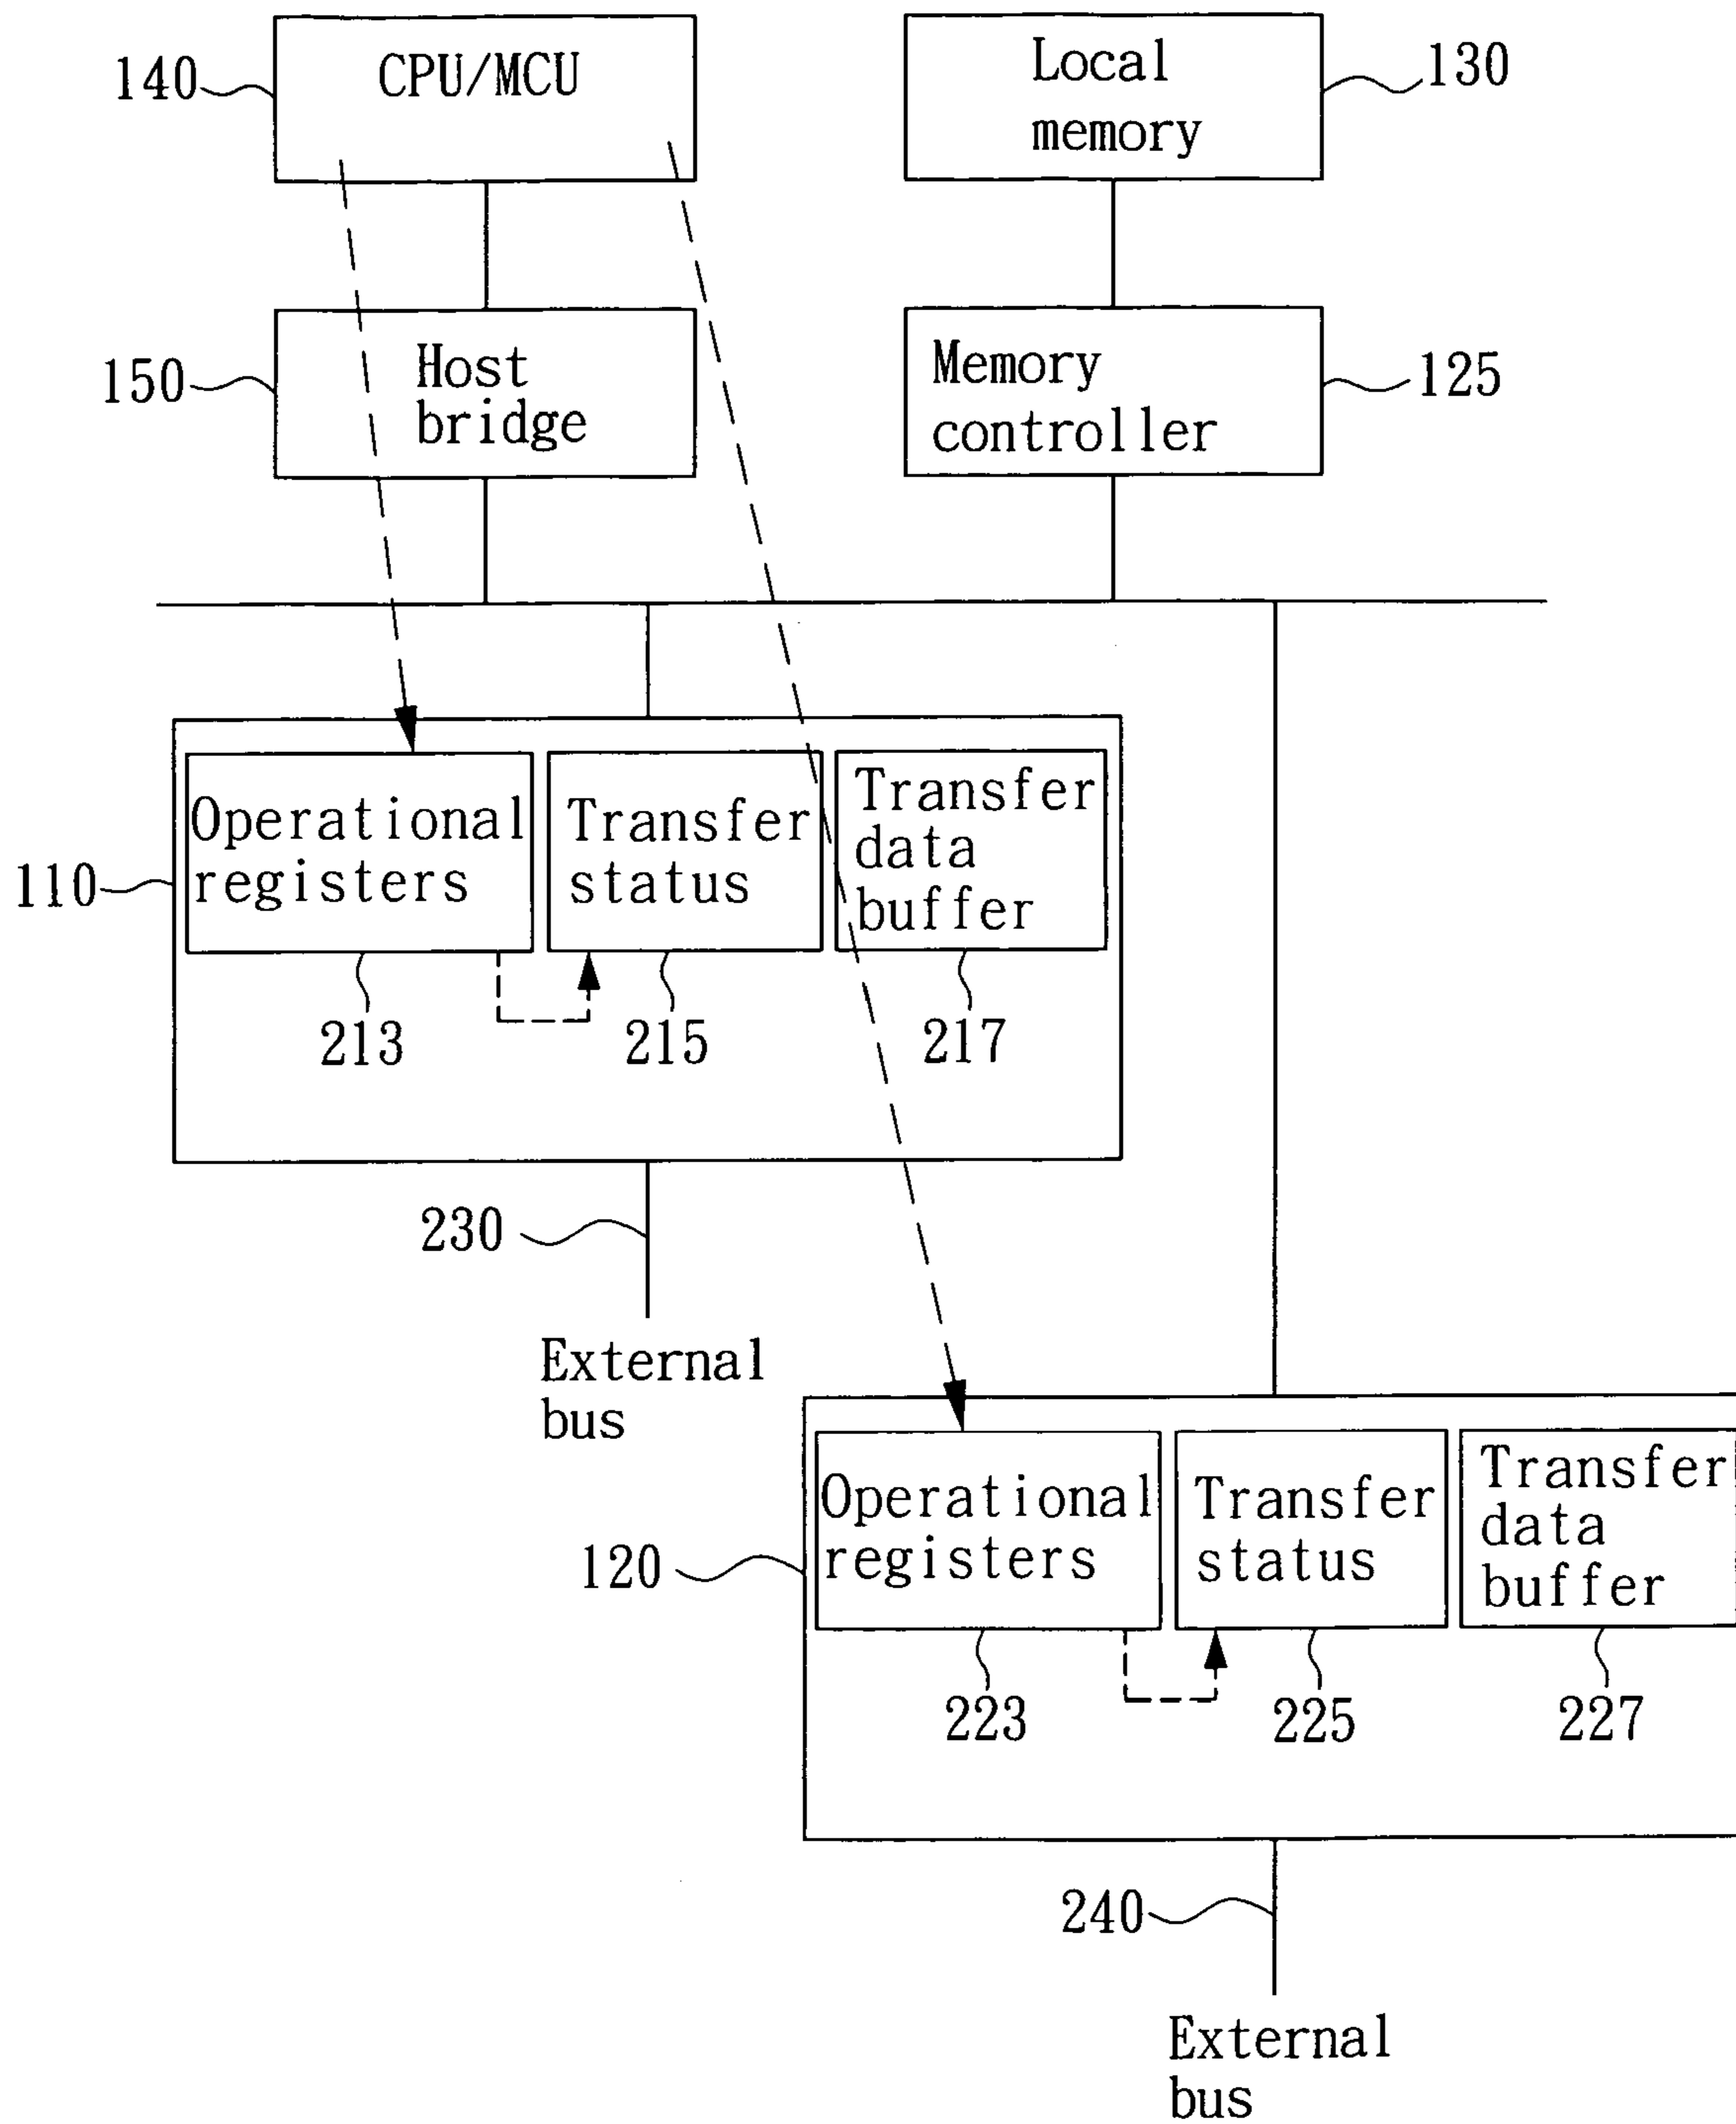 140
CPU/MCU
Local
memory
130
150
Host
bridge
Memory
controller
125
110
Operational
registers
Transfer
status
Transfer
data
buffer
213
215
217
230
External
bus
120
Operational
registers
Transfer
status
Transfer
data
buffer
223
225
227
240
External
bus